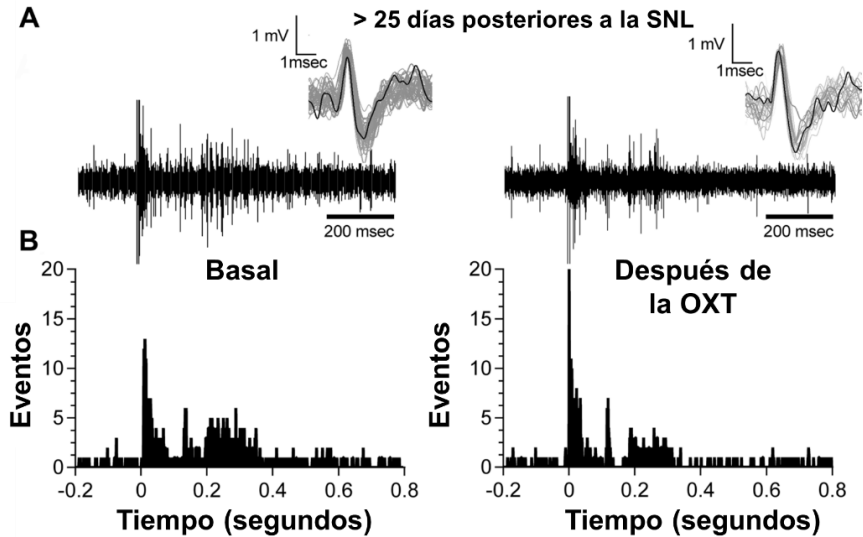 A
> 25 días posteriores a la SNL
1 mV
1msec
1 mV
1msec
200 msec
200 msec
B
Basal
Después de
la OXT
Eventos
20
15
10
5
0
-0.2 0 0.2 0.4 0.6 0.8
Tiempo (segundos)
Eventos
20
15
10
5
0
-0.2 0 0.2 0.4 0.6 0.8
Tiempo (segundos)